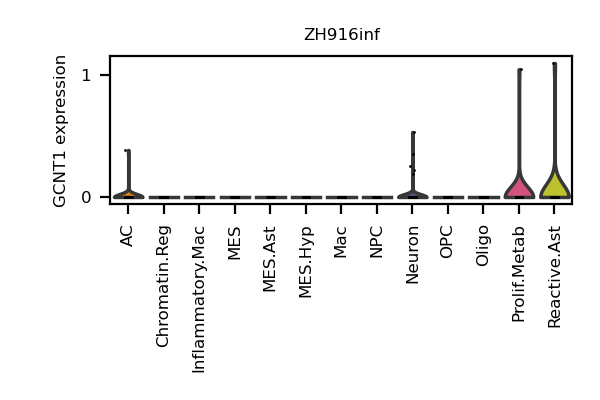 ZH916inf
GCNT1 expression
1
0
AC
Chromatin.Reg
Inflammatory.Mac
MES
MES.Ast
MES.Hyp
Mac
NPC
Neuron
OPC
Oligo
Prolif.Metab
Reactive.Ast